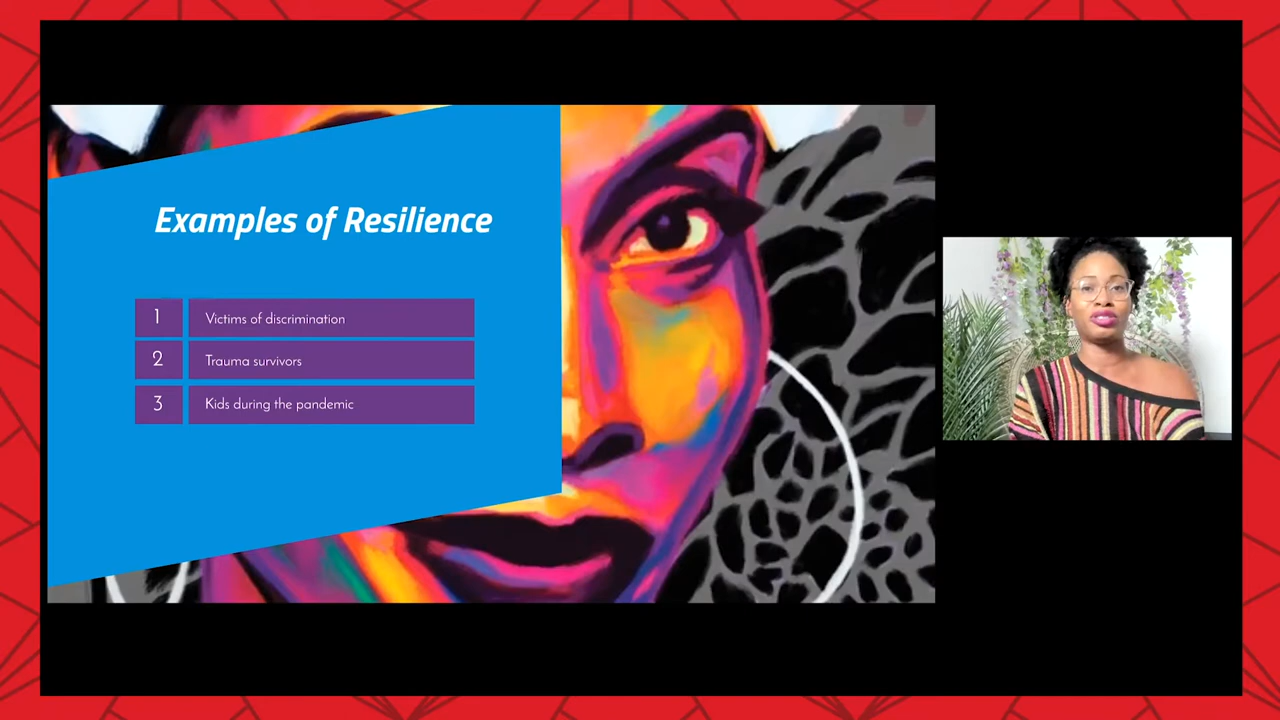 Examples of Resilience
1 Victims of discrimination
2 Trauma survivors
3 Kids during the pandemic